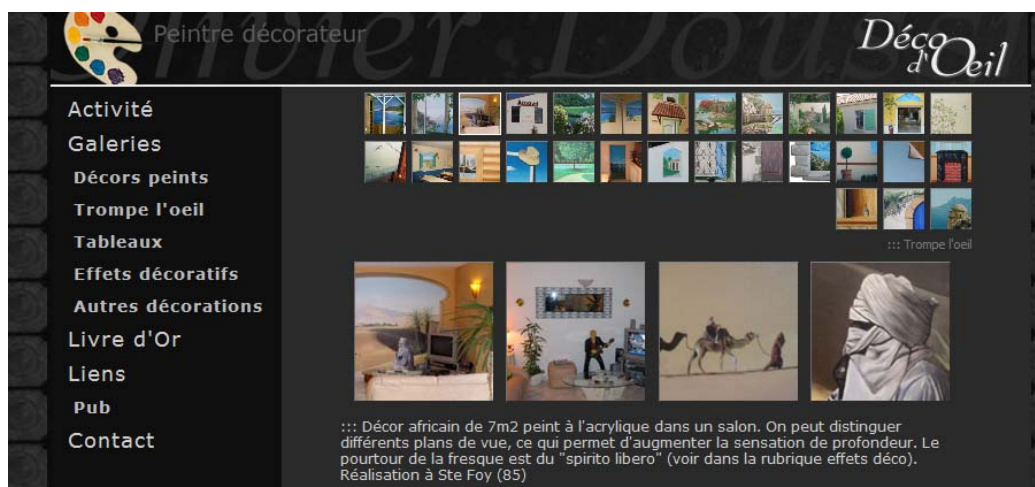 Peintre décorateur
Déco
d'Oeil
Activité
Galeries
Décors peints
Trompe l'oeil
Tableaux
Effets décoratifs
Autres décorations
Livre d'Or
Liens
Pub
Contact
::: Trompe l'oeil
::: Décor africain de 7m2 peint à l'acrylique dans un salon. On peut distinguer
différents plans de vue, ce qui permet d'augmenter la sensation de profondeur. Le
pourtour de la fresque est du "spirito libero" (voir dans la rubrique effets déco).
Réalisation à Ste Foy (85)